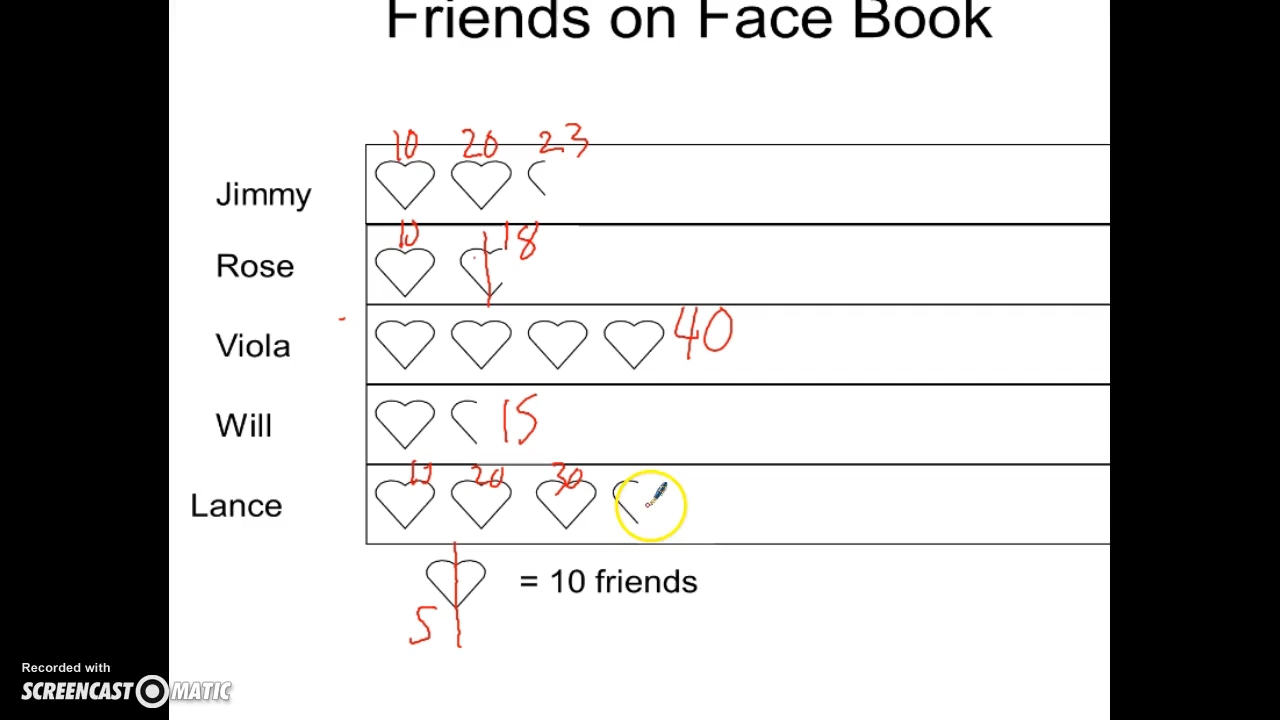 Friends on Face Book
10 20 23
Jimmy
10 18
Rose
Viola 40
Will 15
10 20 30
Lance
= 10 friends
5
Recorded with
SCREENCAST MATIC